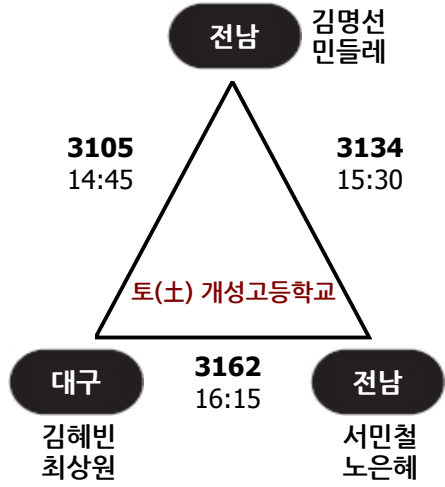 전남
김명선
민들레
3105
14:45
3134
15:30
토(土) 개성고등학교
3162
16:15
대구
김혜빈
최상원
전남
서민철
노은혜